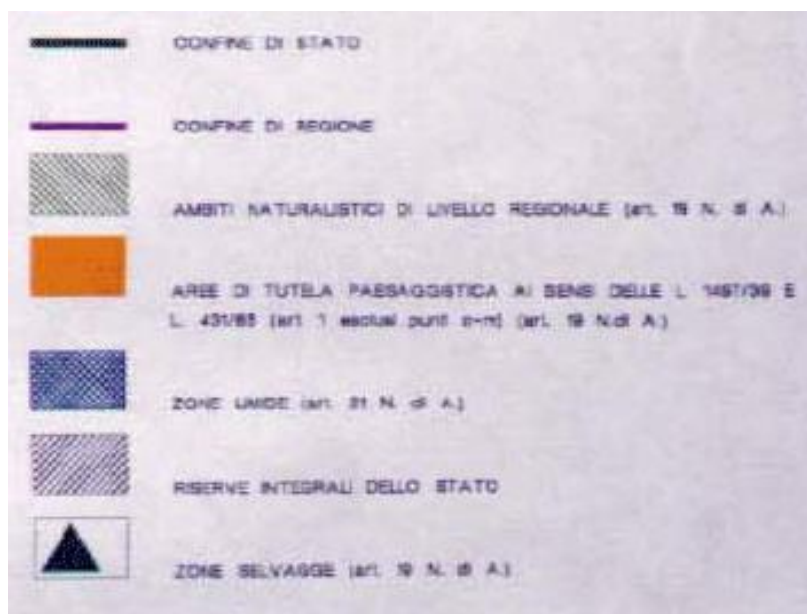 CONFINE DI STATO
CONFINE DI REGIONE
AMBITI NATURALISTICI DI LIVELLO REGIONALE (art. 19 N. di A.)
AREE DI TUTELA PAESAGGISTICA AI SENSI DELLE L. 1497/39 E
L. 431/85 (art. 1 esclusi punti e-m) (art. 19 N.di A.)
ZONE UMIDE (art. 21 N. di A.)
RISERVE INTEGRALI DELLO STATO
ZONE SELVAGGE (art. 19 N. di A.)